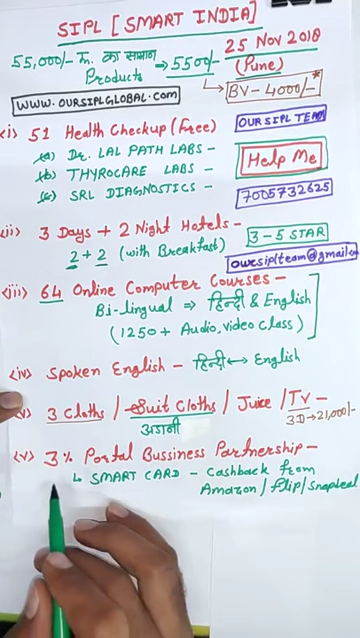 SIPL [SMART INDIA]
25 Nov 2018
55,000/- रु. का सामान → 5500/- (Pune)
Products
BV - 4000/-*
www.OURSIPLGLOBAL.com
<i> 51 Health Checkup (Free)
OUR SIPL TEAM
(a) Dr. LAL PATH LABS -
(b) THYROCARE LABS -
Help Me
(c) SRL DIAGNOSTICS -
7005732625
<ii> 3 Days + 2 Night Hotels -
3-5 STAR
2 + 2 (with Breakfast)
oursiplteam@gmail.co
<iii> 64 Online Computer Courses -
Bi-lingual ⇒ हिन्दी & English
(1250+ Audio, video class)
<iv> Spoken English - हिन्दी ↔ English
<v> 3 Cloths / Suit Cloths / Juice / TV -
अडानी
3D → 21,000/-
<v> 3% Portal Bussiness Partnership -
↳ SMART CARD - Cashback from
Amazon / flip / snapdeal